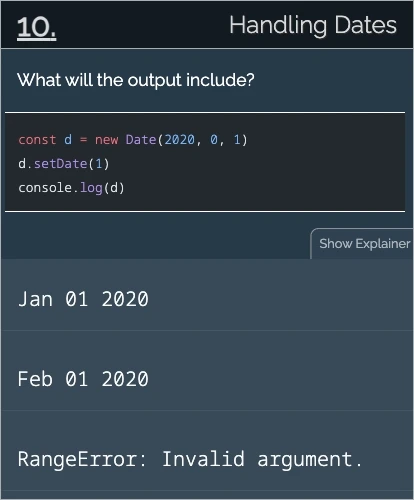 10.
Handling Dates
What will the output include?
const d = new Date(2020, 0, 1)
d.setDate(1)
console.log(d)
Show Explainer
Jan 01 2020
Feb 01 2020
RangeError: Invalid argument.